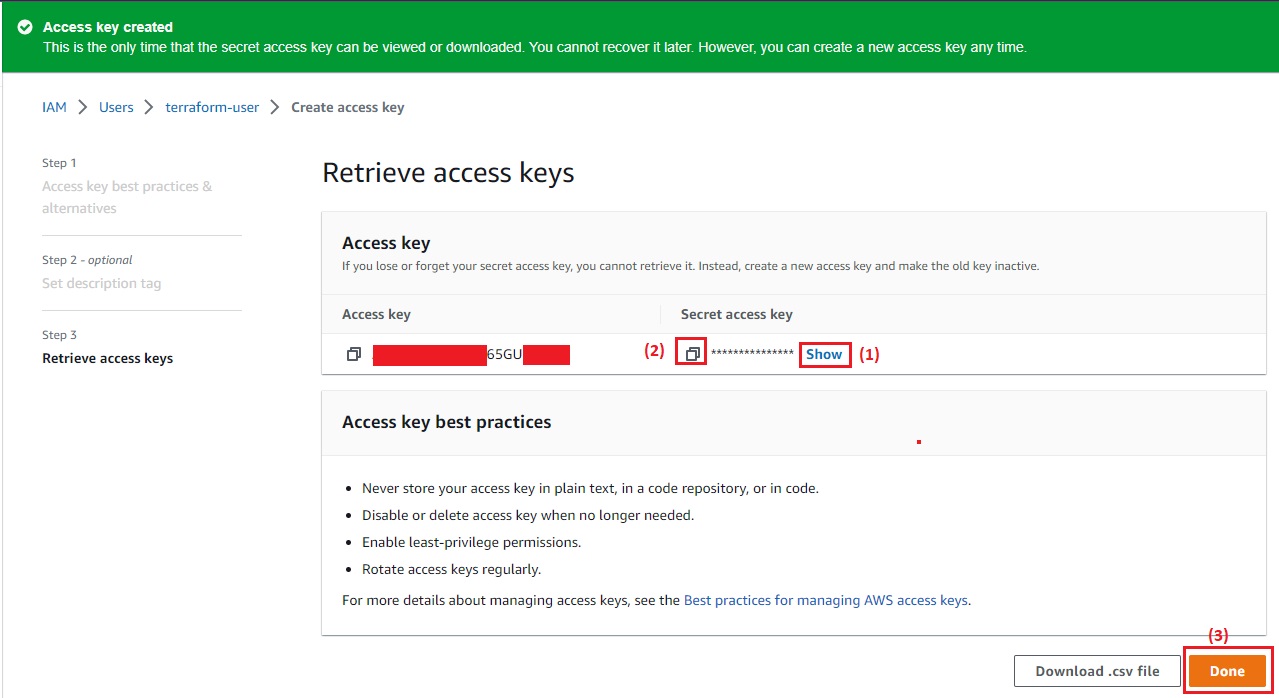 Access key created
This is the only time that the secret access key can be viewed or downloaded. You cannot recover it later. However, you can create a new access key any time.
IAM > Users > terraform-user > Create access key
Step 1
Access key best practices &
alternatives
Step 2 - optional
Set description tag
Step 3
Retrieve access keys
Retrieve access keys
Access key
If you lose or forget your secret access key, you cannot retrieve it. Instead, create a new access key and make the old key inactive.
Access key
Secret access key
65GU
(2)
*************** Show
(1)
Access key best practices
• Never store your access key in plain text, in a code repository, or in code.
• Disable or delete access key when no longer needed.
• Enable least-privilege permissions.
• Rotate access keys regularly.
For more details about managing access keys, see the Best practices for managing AWS access keys.
(3)
Download .csv file
Done